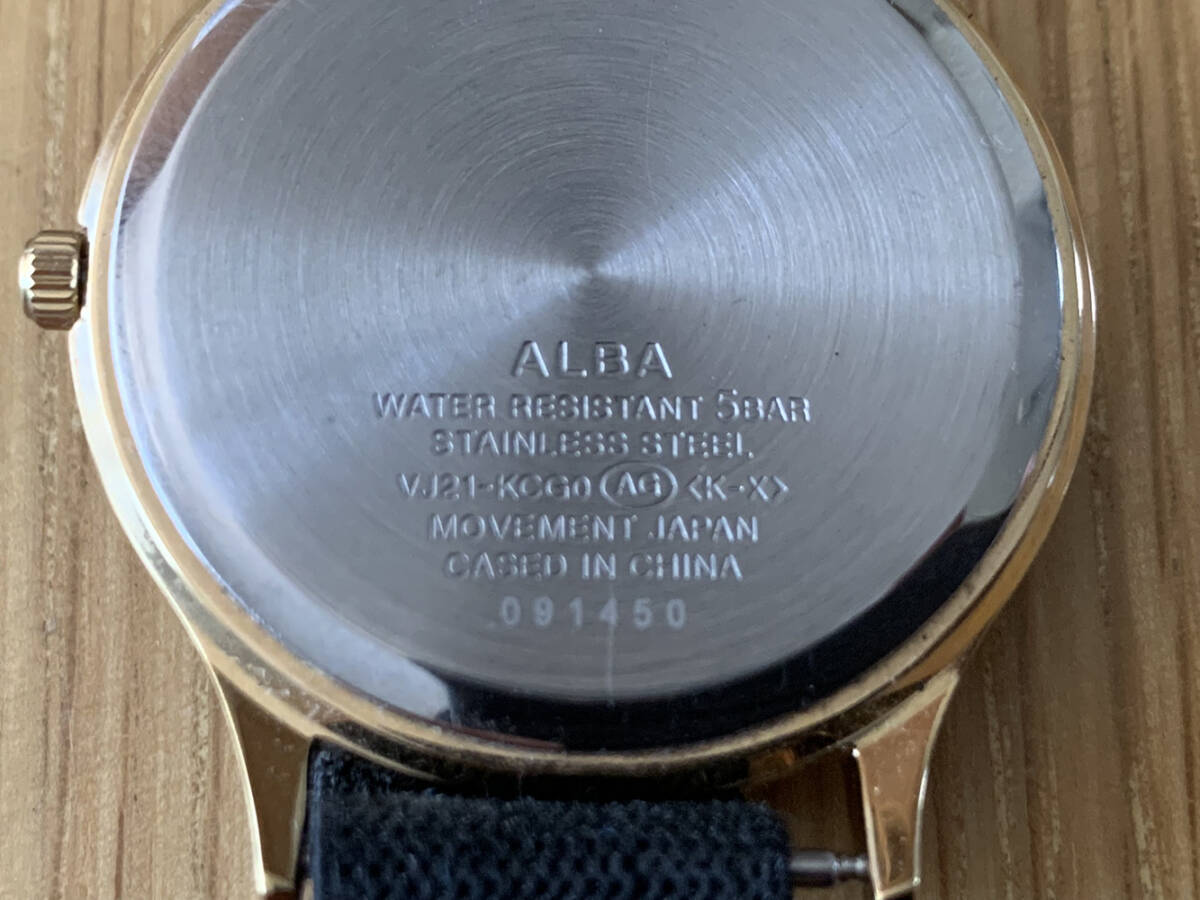 ALBA
WATER RESISTANT 5BAR
STAINLESS STEEL
VJ21-KCG0 AG <K-X>
MOVEMENT JAPAN
CASED IN CHINA
091450